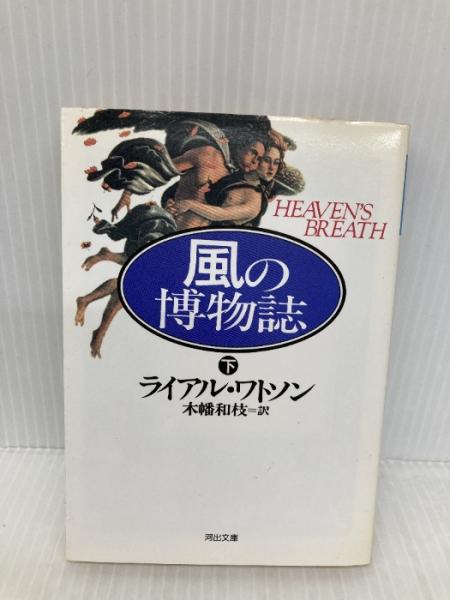 HEAVEN'S
BREATH
風の
博物誌
下
ライアル・ワトソン
木幡和枝=訳
河出文庫